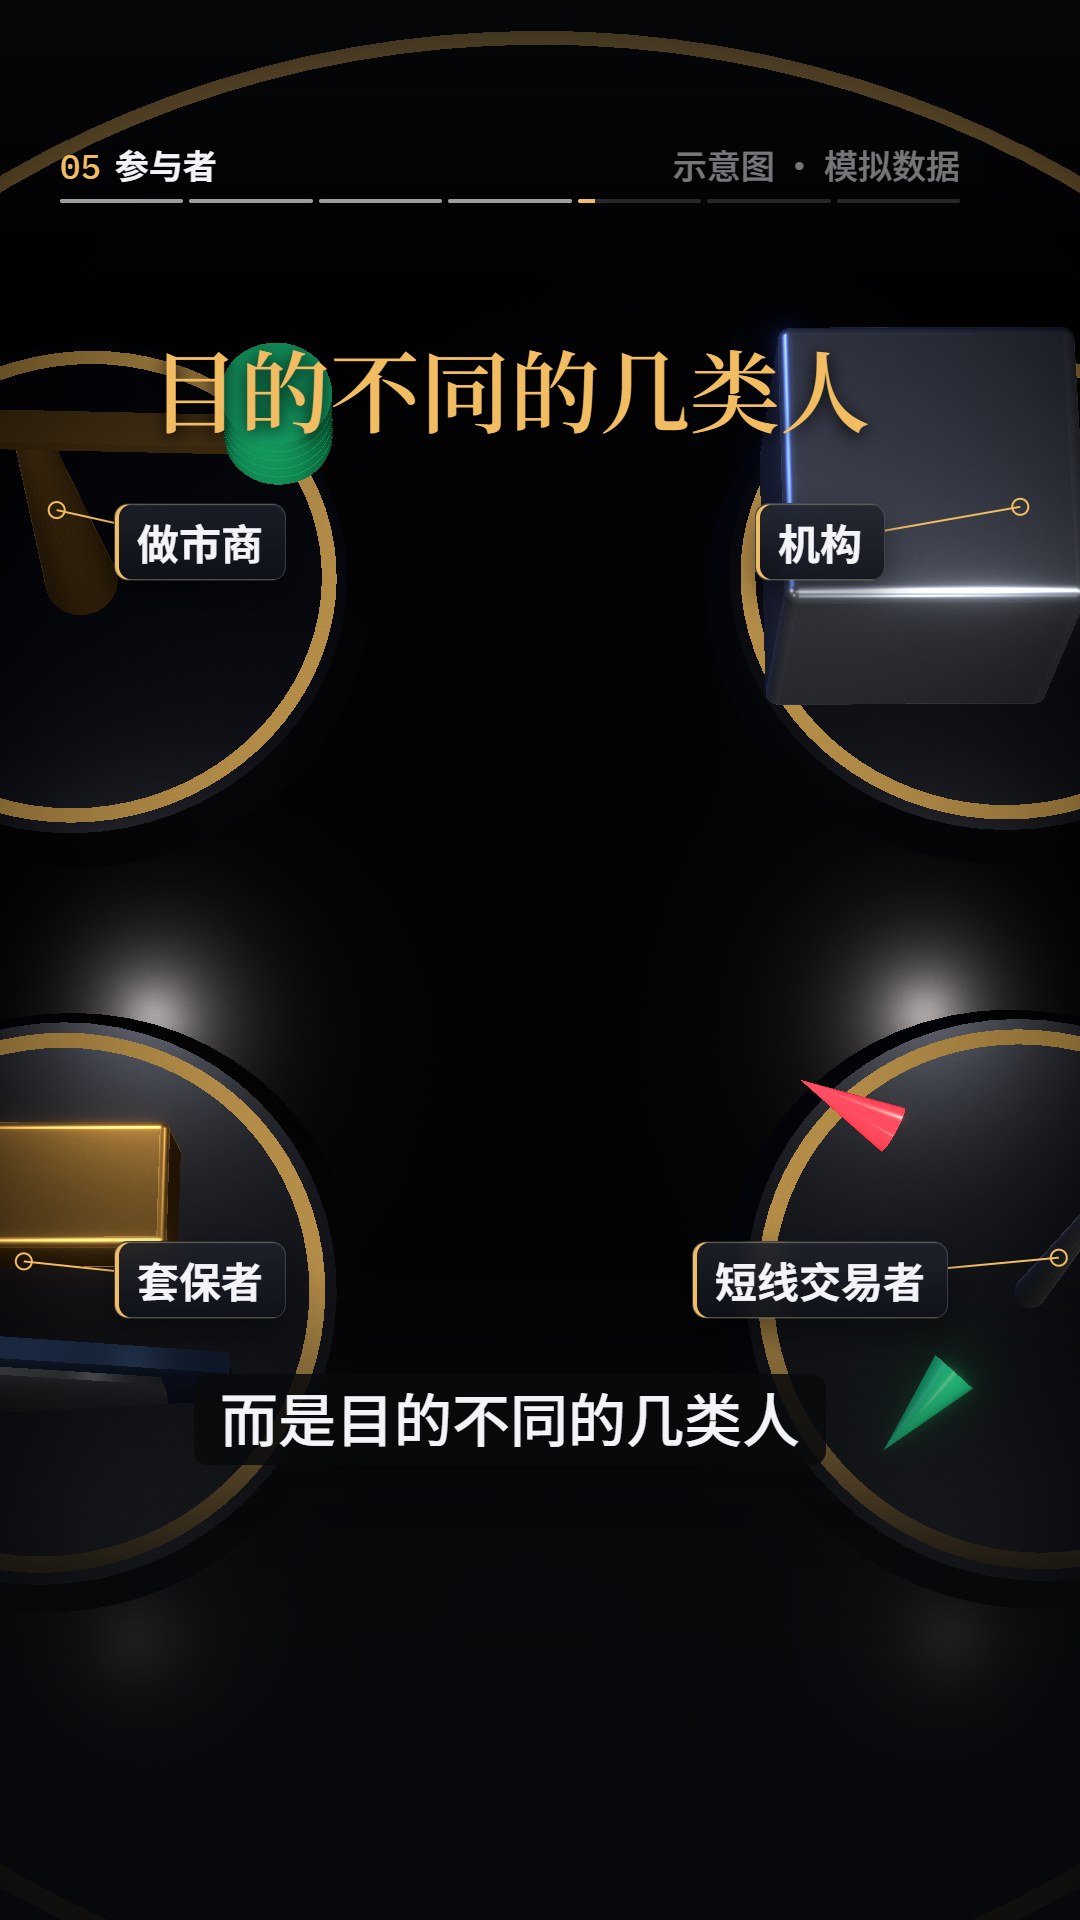 05 参与者
示意图 · 模拟数据
目的不同的几类人
做市商
机构
套保者
短线交易者
而是目的不同的几类人